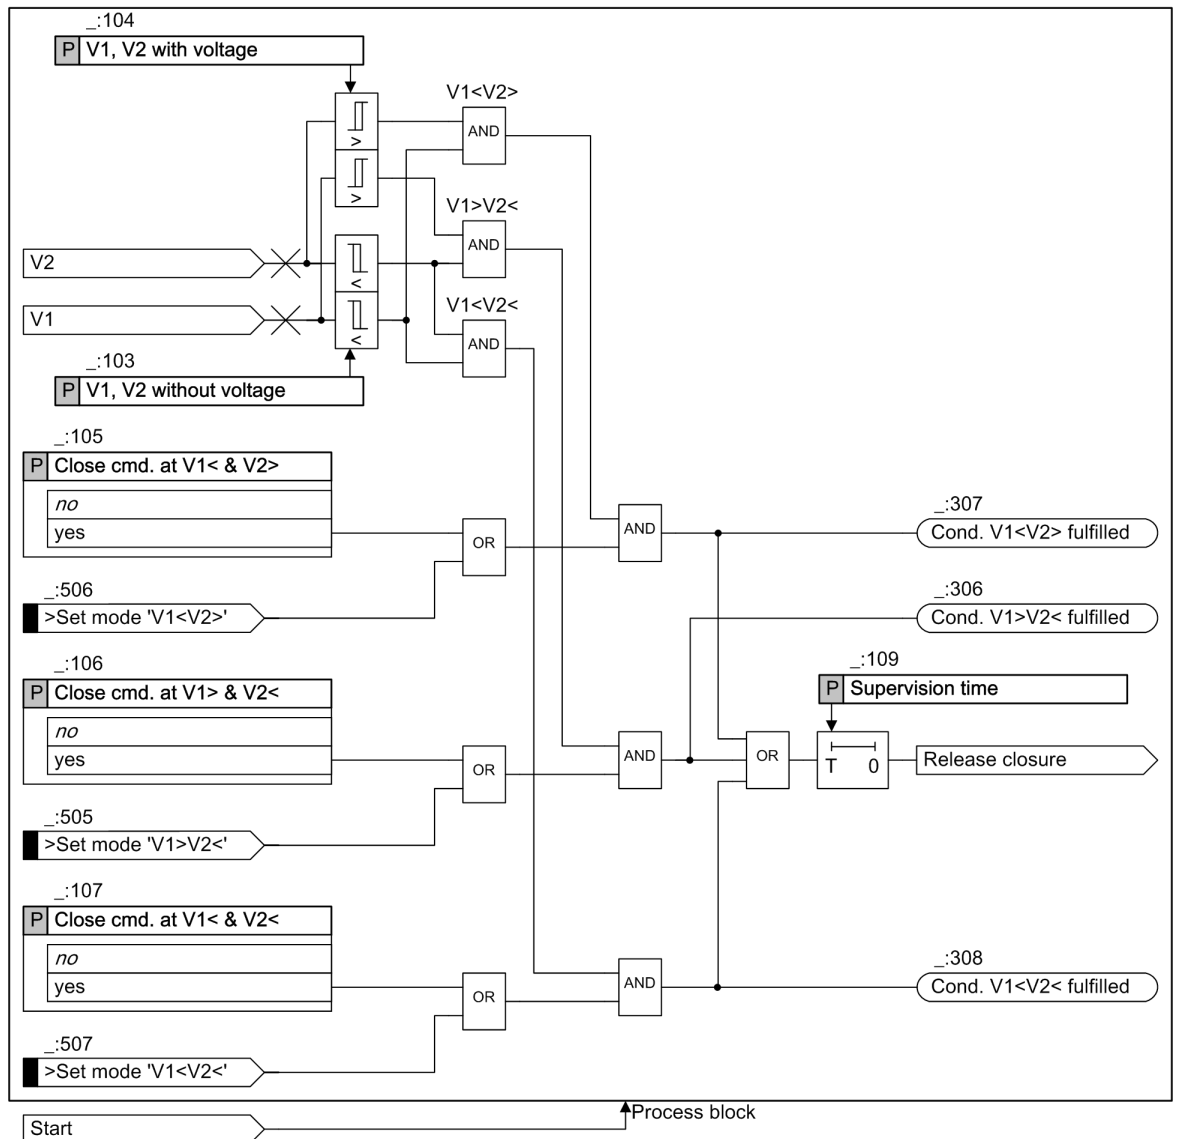 _:104
P V1, V2 with voltage
V1<V2>
>
AND
>
V1>V2<
AND
V2
<
V1<V2<
V1
<
AND
_:103
P V1, V2 without voltage
_:105
P Close cmd. at V1< & V2>
no
yes
OR
AND
_:307
Cond. V1<V2> fulfilled
_:506
>Set mode 'V1<V2>'
_:306
Cond. V1>V2< fulfilled
_:106
P Close cmd. at V1> & V2<
no
yes
OR
AND
OR
_:109
P Supervision time
T 0
Release closure
_:505
>Set mode 'V1>V2<'
_:107
P Close cmd. at V1< & V2<
no
yes
OR
AND
_:308
Cond. V1<V2< fulfilled
_:507
>Set mode 'V1<V2<'
Process block
Start